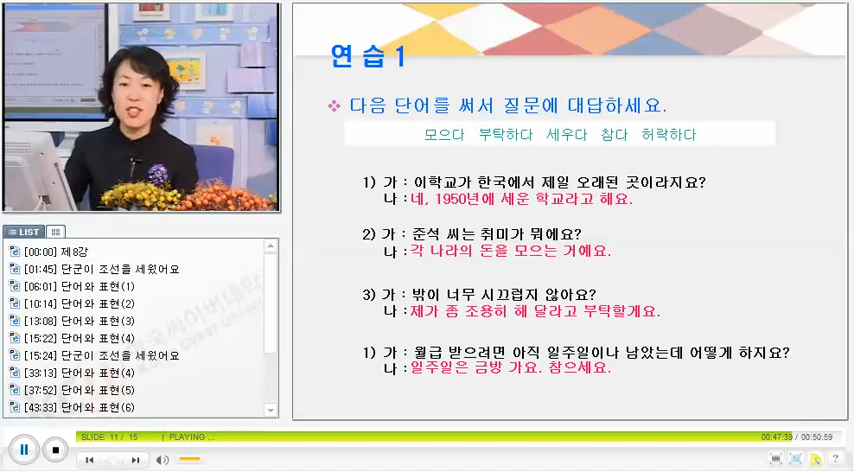 연 습 1
다음 단어를 써서 질문에 대답하세요.
모으다 부탁하다 세우다 참다 허락하다
1) 가 : 이학교가 한국에서 제일 오래된 곳이라지요?
나 : 네, 1950년에 세운 학교라고 해요.
2) 가 : 준석 씨는 취미가 뭐예요?
나 : 각 나라의 돈을 모으는 거예요.
3) 가 : 밖이 너무 시끄럽지 않아요?
나 : 제가 좀 조용히 해 달라고 부탁할게요.
1) 가 : 월급 받으려면 아직 일주일이나 남았는데 어떻게 하지요?
나 : 일주일은 금방 가요. 참으세요.
LIST
[00:00] 제8강
[01:45] 단군이 조선을 세웠어요
[06:01] 단어와 표현(1)
[10:14] 단어와 표현(2)
[13:08] 단어와 표현(3)
[15:22] 단어와 표현(4)
[15:24] 단군이 조선을 세웠어요
[33:13] 단어와 표현(4)
[37:52] 단어와 표현(5)
[43:33] 단어와 표현(6)
SLIDE 11 / 15 | PLAYING ... 00:47:39 / 00:50:59